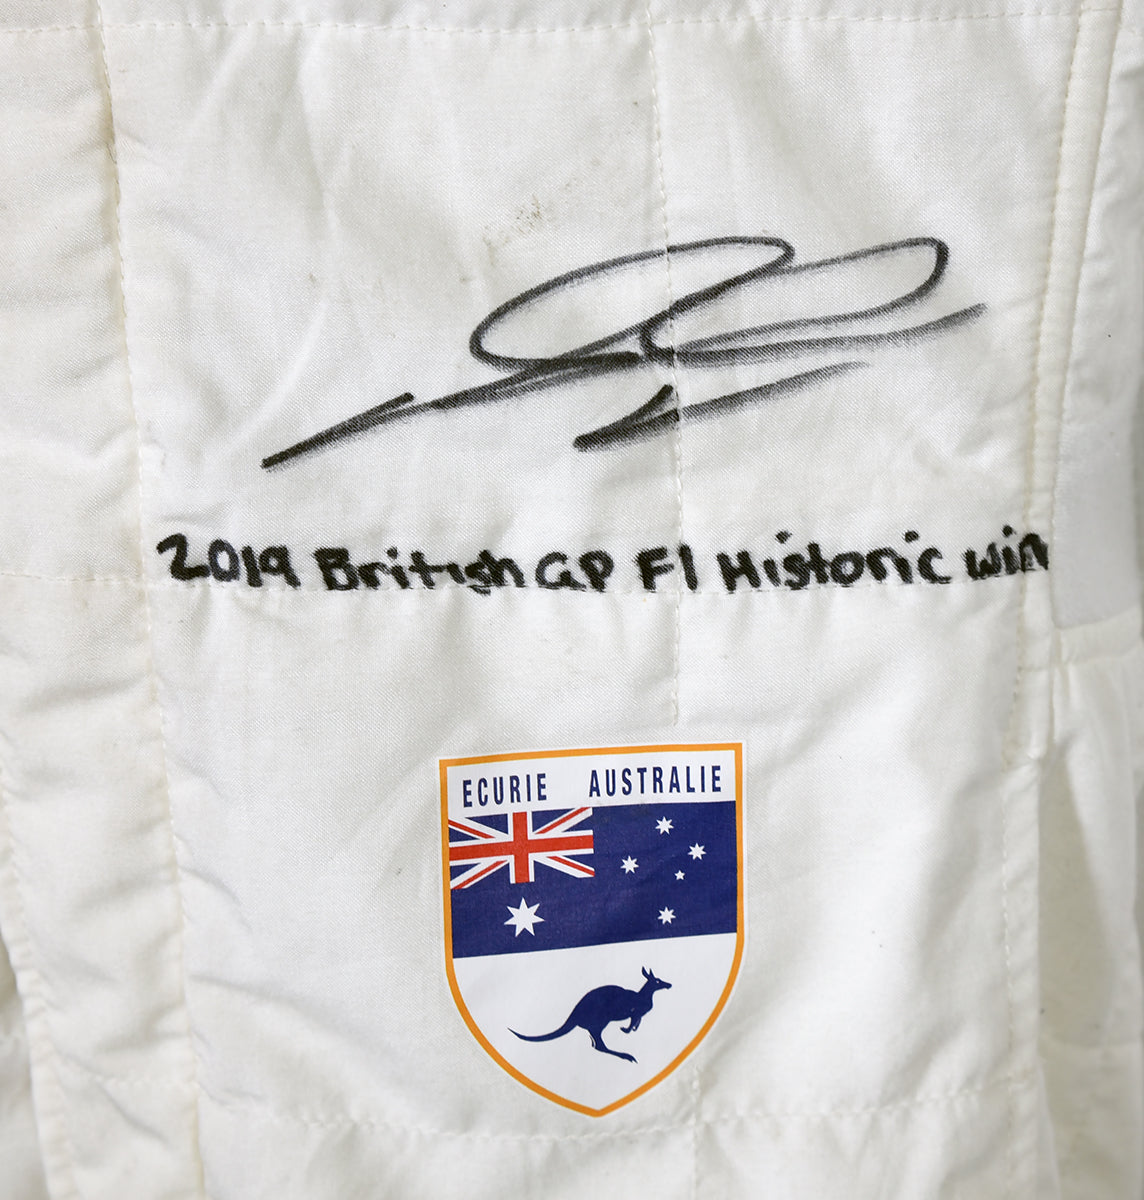 2019 British GP F1 Historic Win
ECURIE AUSTRALIE